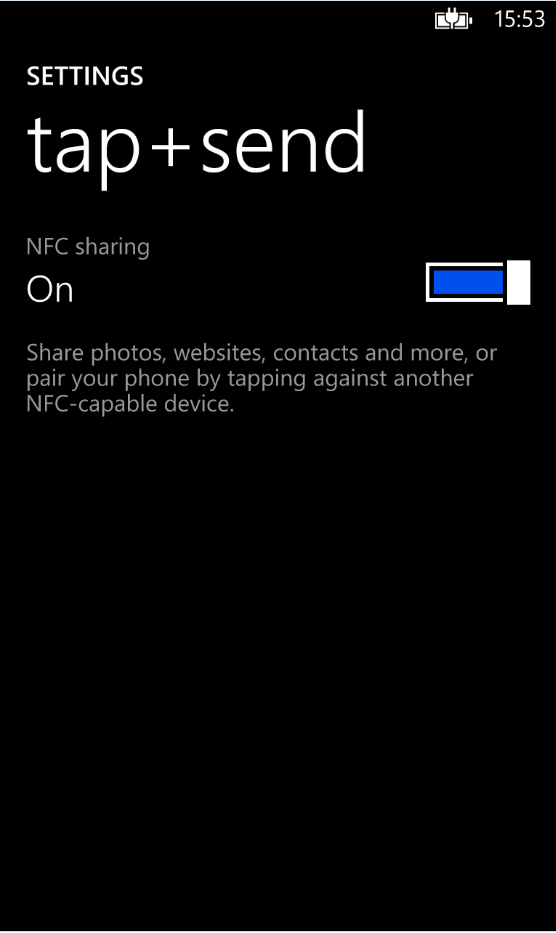 15:53
SETTINGS
tap+send
NFC sharing
On
Share photos, websites, contacts and more, or
pair your phone by tapping against another
NFC-capable device.